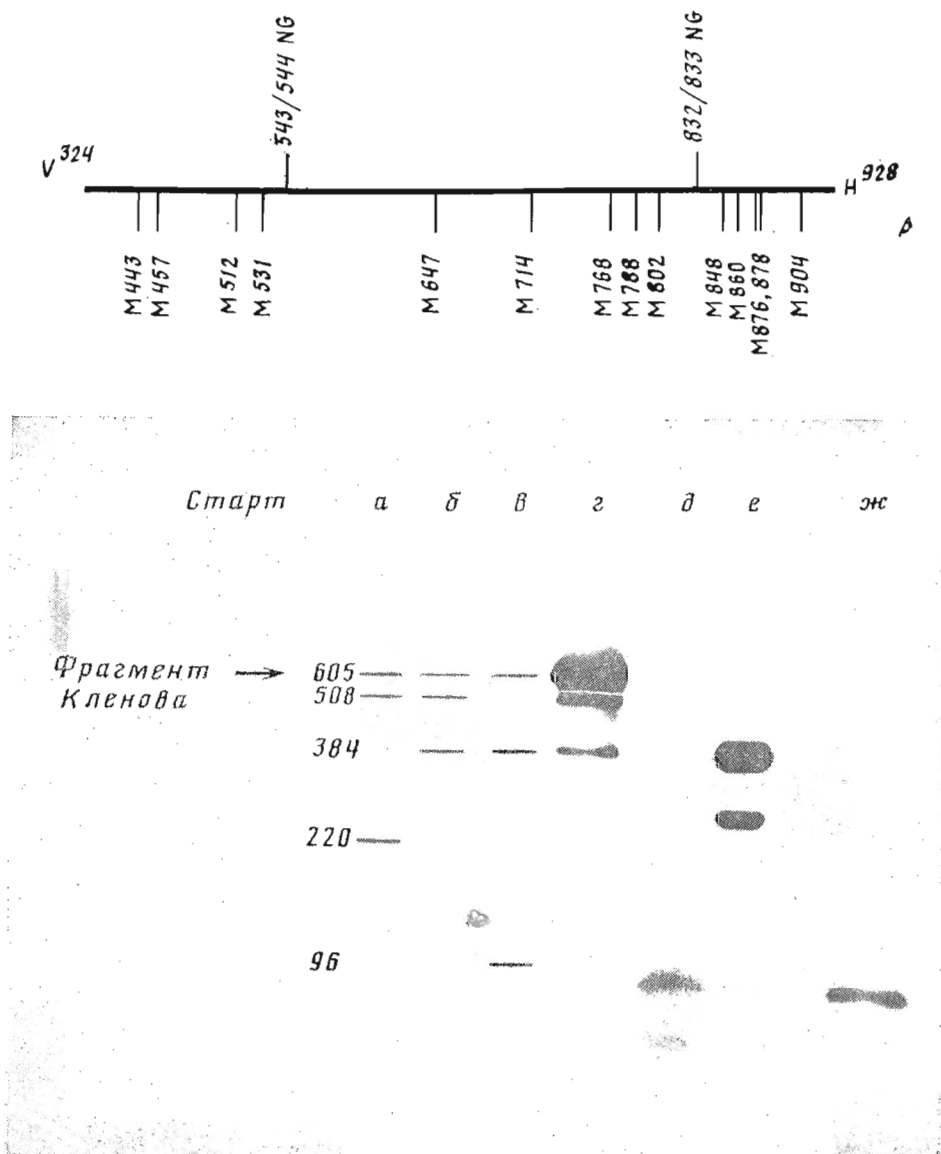 543/544 NG
832/833 NG
V324
H928
M443
M457
M512
M531
M647
M714
M768
M788
M802
M848
M860
M876,878
M904
Старт а б в г д е ж
Фрагмент → 605
Кленова 508
384
220
96